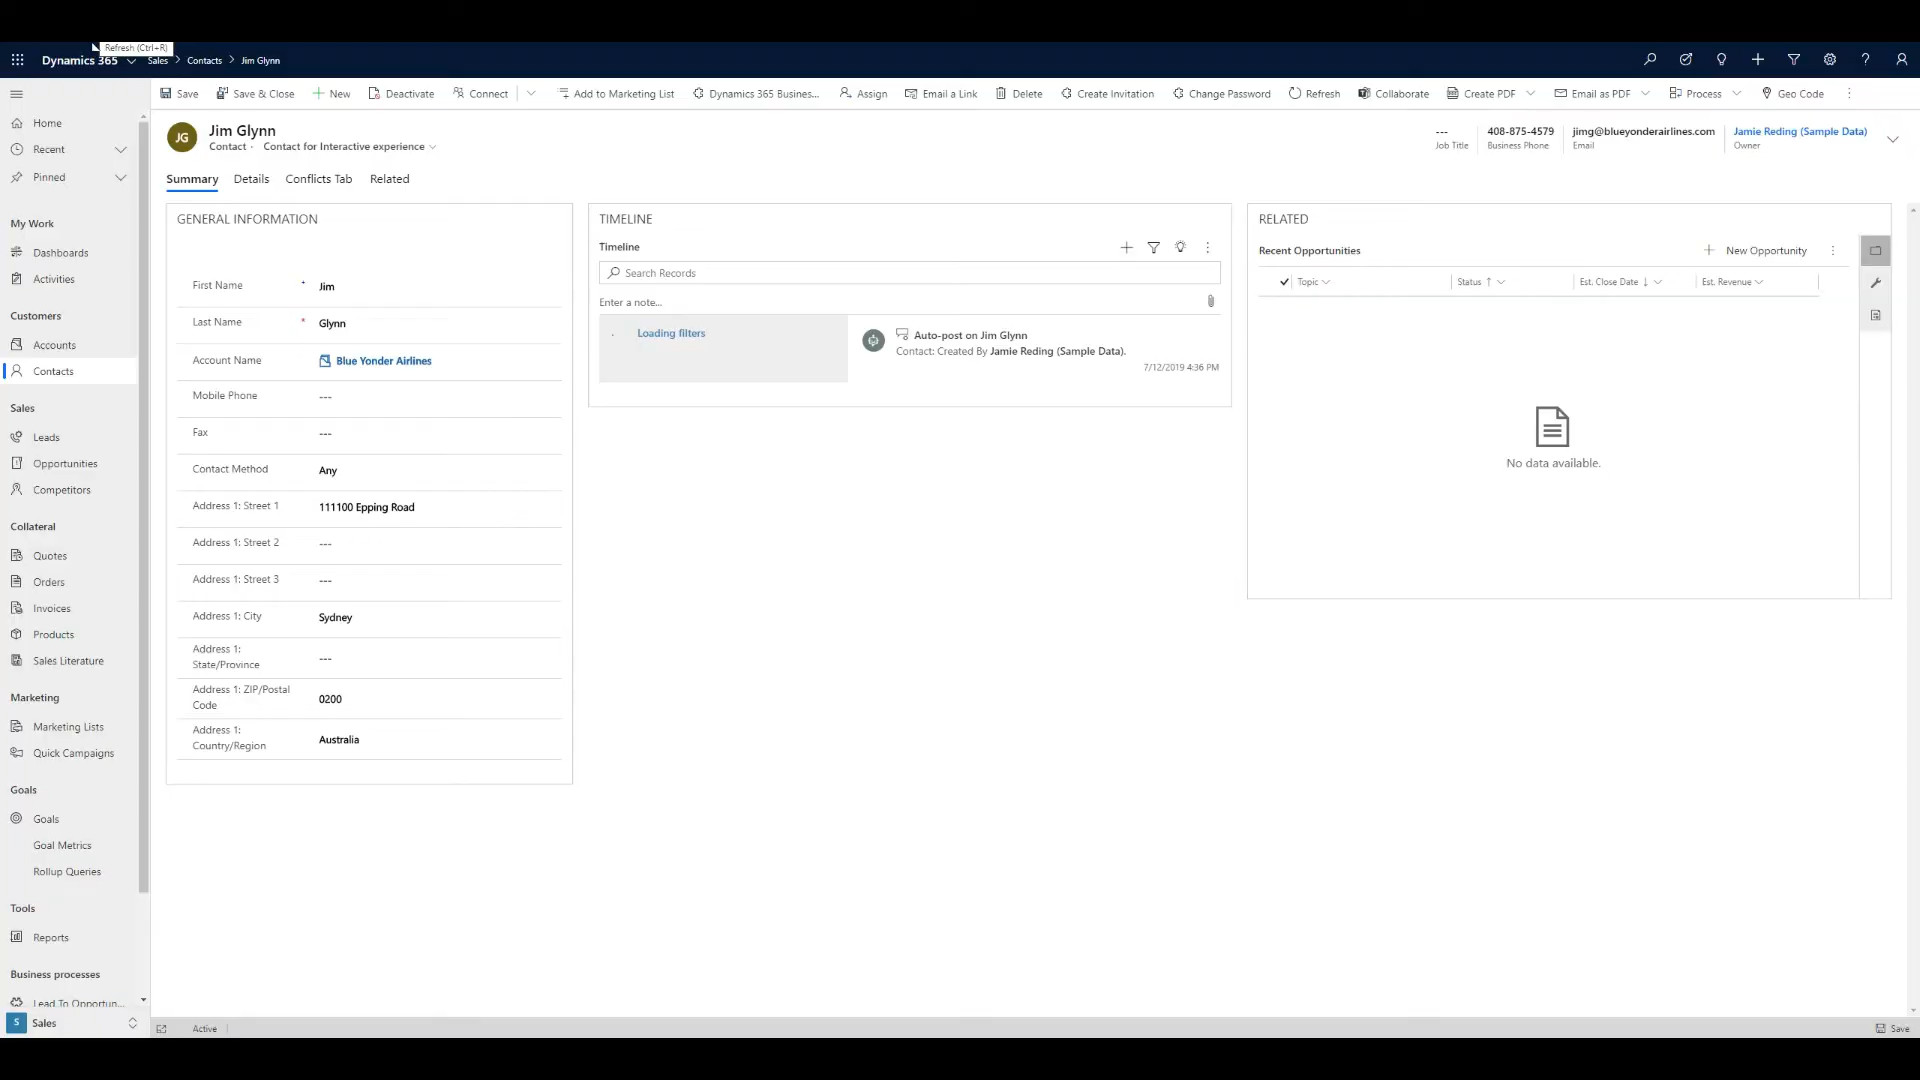 Refresh (Ctrl+R)
Dynamics 365
Sales
Contacts
Jim Glynn
Save
Save & Close
New
Deactivate
Connect
Add to Marketing List
Dynamics 365 Busines...
Assign
Email a Link
Delete
Create Invitation
Change Password
Refresh
Collaborate
Create PDF
Email as PDF
Process
Geo Code
Home
Recent
Pinned
My Work
Dashboards
Activities
Customers
Accounts
Contacts
Sales
Leads
Opportunities
Competitors
Collateral
Quotes
Orders
Invoices
Products
Sales Literature
Marketing
Marketing Lists
Quick Campaigns
Goals
Goals
Goal Metrics
Rollup Queries
Tools
Reports
Business processes
Lead To Opportun...
S Sales
JG
Jim Glynn
Contact · Contact for Interactive experience
---
Job Title
408-875-4579
Business Phone
jimg@blueyonderairlines.com
Email
Jamie Reding (Sample Data)
Owner
Summary
Details
Conflicts Tab
Related
GENERAL INFORMATION
First Name + Jim
Last Name * Glynn
Account Name Blue Yonder Airlines
Mobile Phone ---
Fax ---
Contact Method Any
Address 1: Street 1 111100 Epping Road
Address 1: Street 2 ---
Address 1: Street 3 ---
Address 1: City Sydney
Address 1:
State/Province ---
Address 1: ZIP/Postal
Code 0200
Address 1:
Country/Region Australia
TIMELINE
Timeline
Search Records
Enter a note...
Loading filters
Auto-post on Jim Glynn
Contact: Created By Jamie Reding (Sample Data).
7/12/2019 4:36 PM
RELATED
Recent Opportunities
New Opportunity
Topic
Status
Est. Close Date
Est. Revenue
No data available.
Active
Save